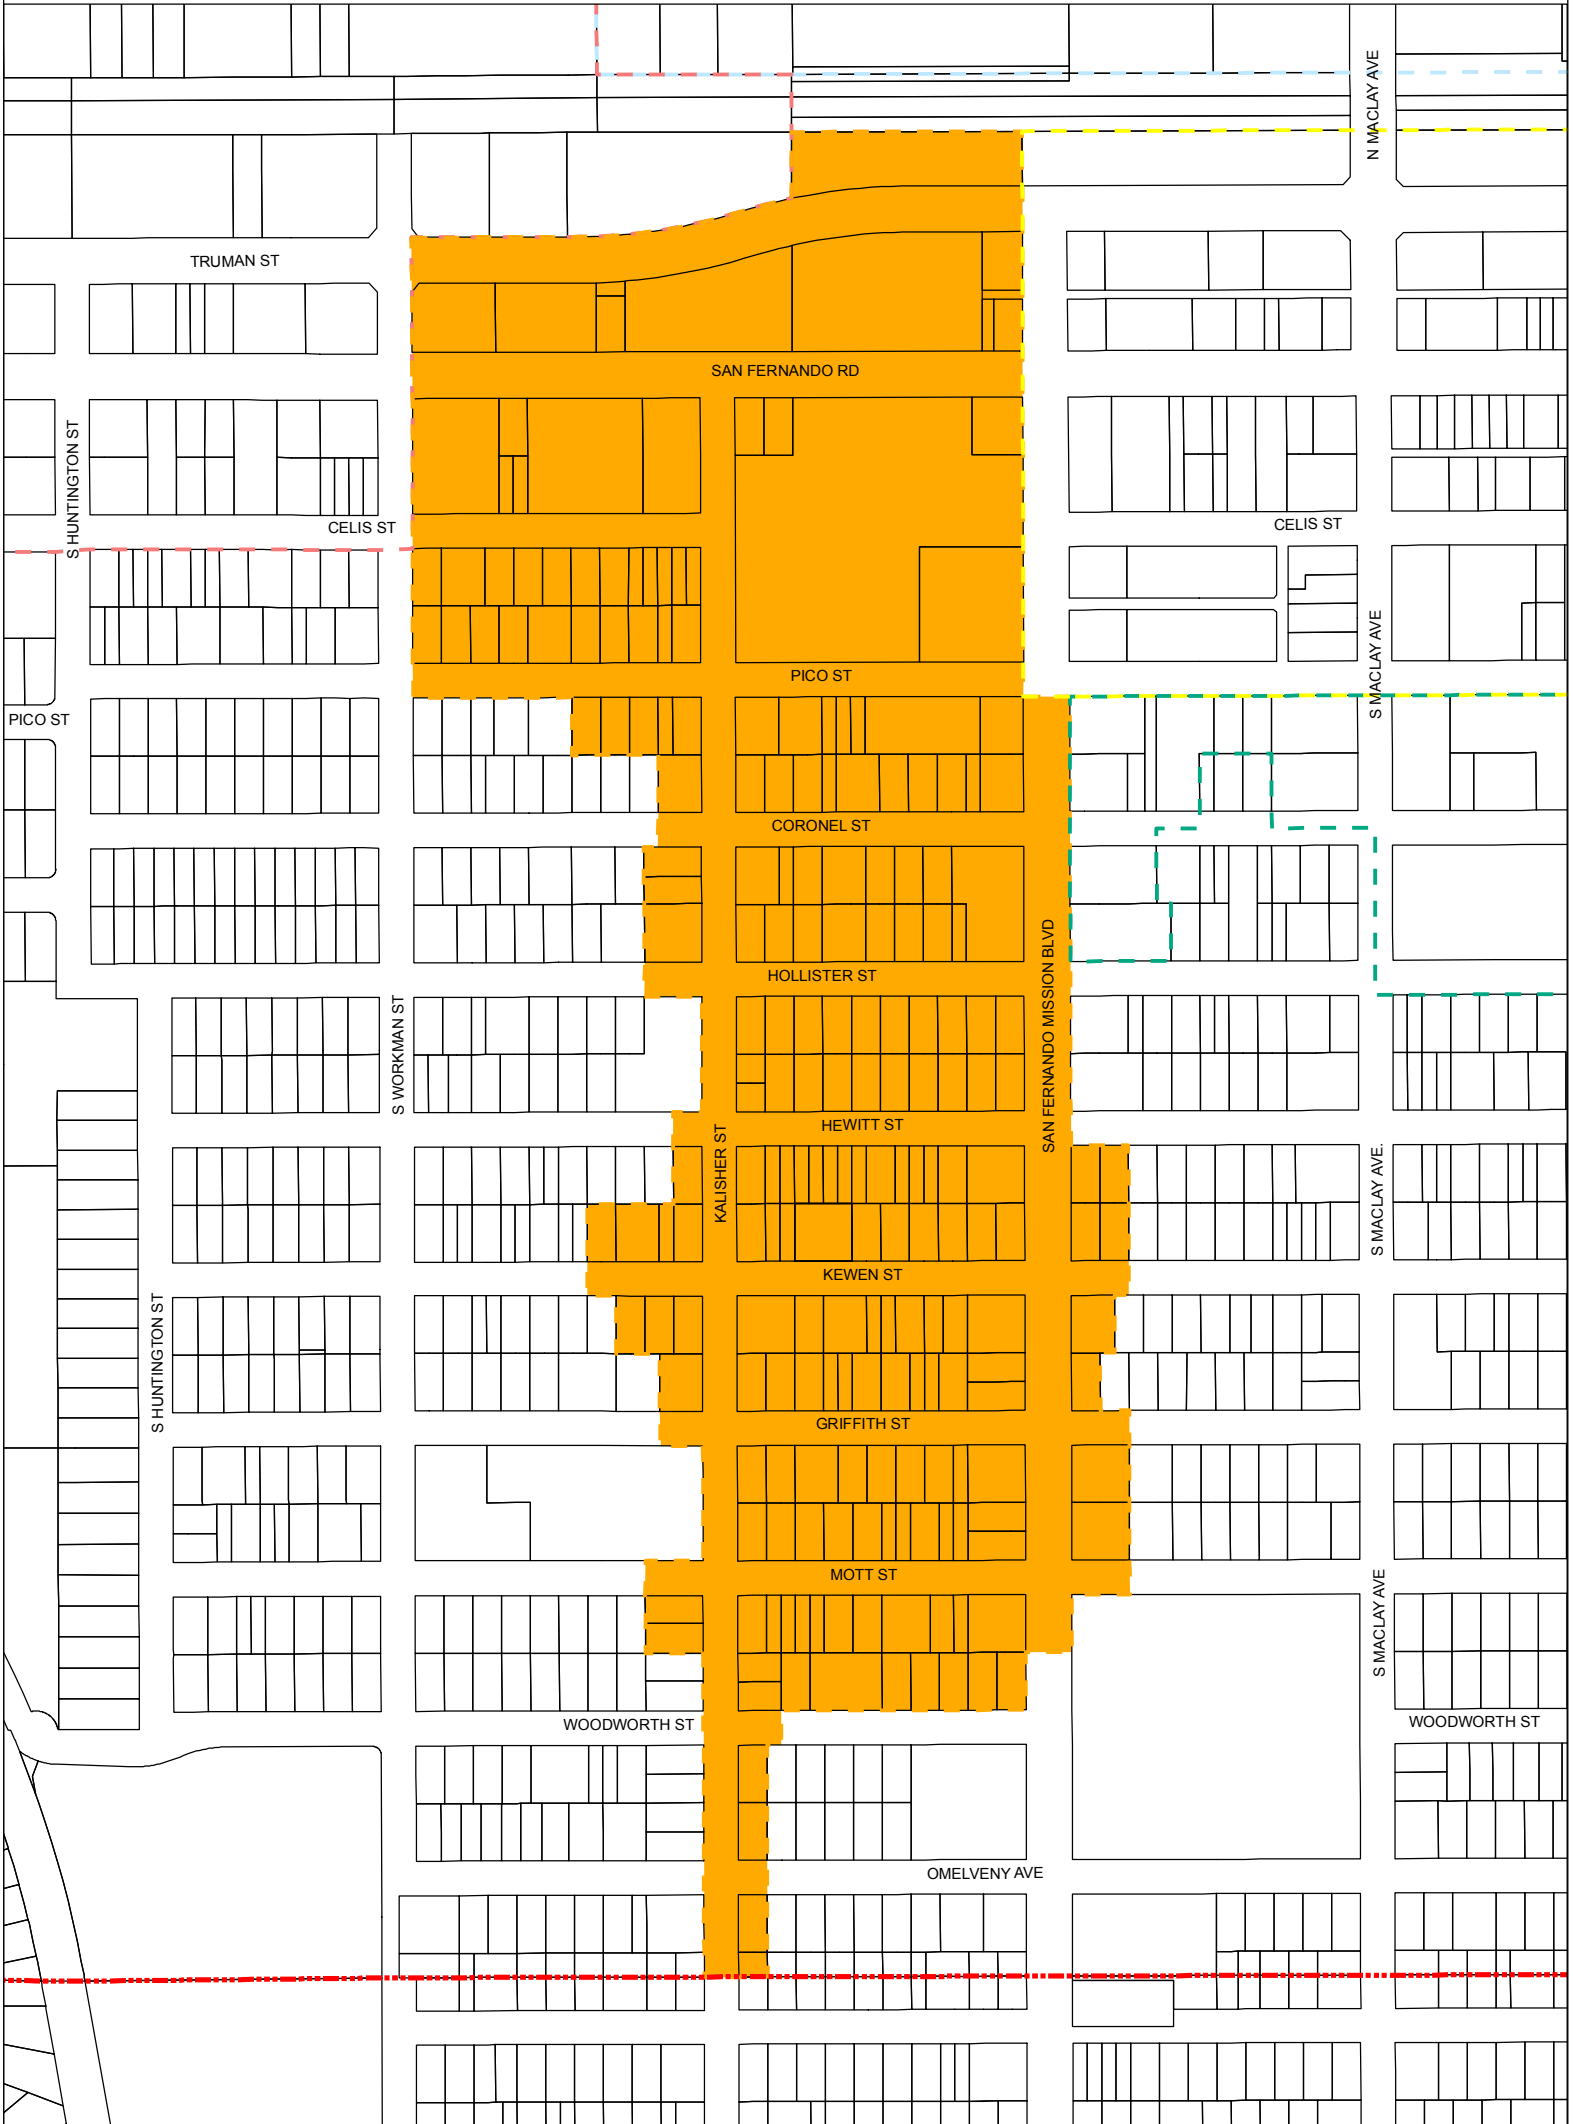 N MACLAY AVE
TRUMAN ST
SAN FERNANDO RD
S HUNTINGTON ST
CELIS ST
CELIS ST
S MACLAY AVE
PICO ST
PICO ST
CORONEL ST
SAN FERNANDO MISSION BLVD
HOLLISTER ST
S WORKMAN ST
HEWITT ST
KALISHER ST
S MACLAY AVE.
KEWEN ST
S HUNTINGTON ST
GRIFFITH ST
MOTT ST
S MACLAY AVE
WOODWORTH ST
WOODWORTH ST
OMELVENY AVE